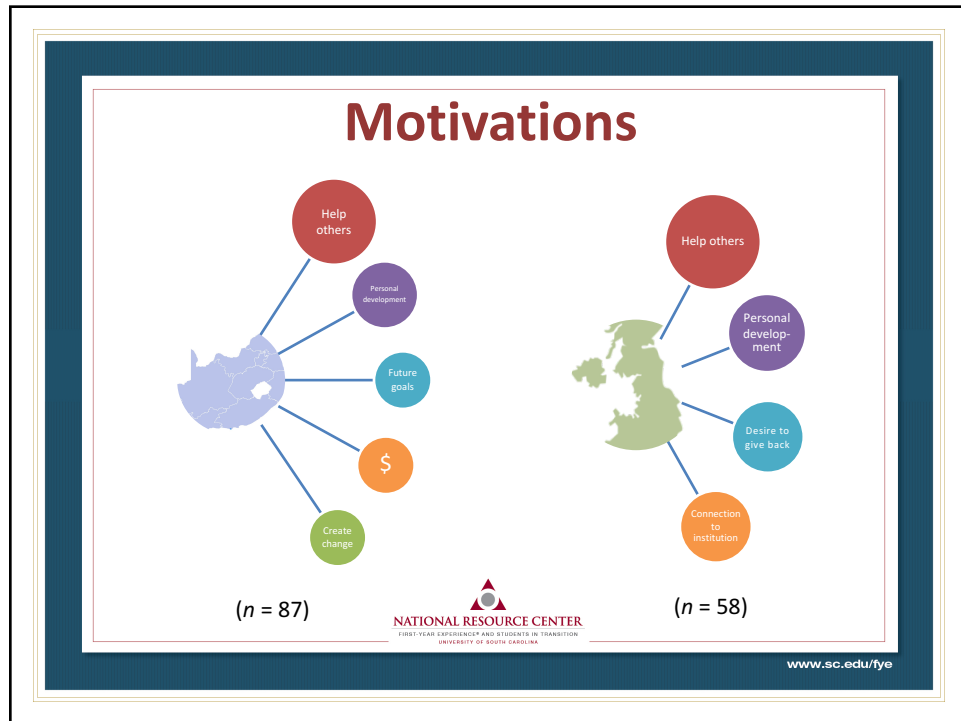 Motivations
Help
others
Personal
development
Future
goals
$
Create
change
(n = 87)
Help others
Personal
develop-
ment
Desire to
give back
Connection
to
institution
(n = 58)
NATIONAL RESOURCE CENTER
FIRST-YEAR EXPERIENCE® AND STUDENTS IN TRANSITION
UNIVERSITY OF SOUTH CAROLINA
www.sc.edu/fye